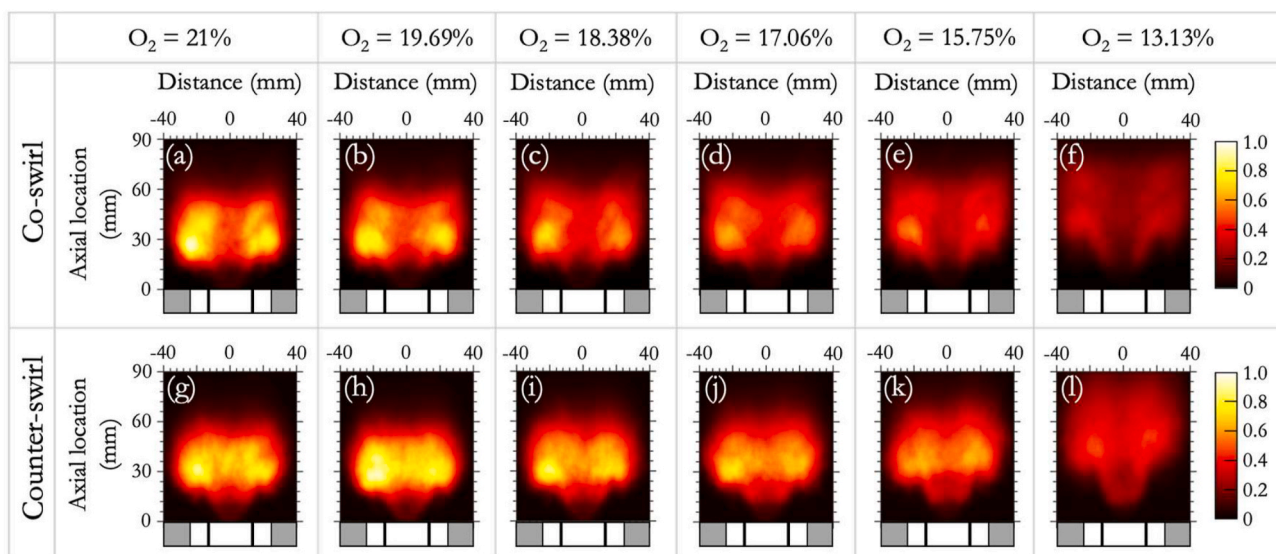 O₂ = 21% O₂ = 19.69% O₂ = 18.38% O₂ = 17.06% O₂ = 15.75% O₂ = 13.13%
Co-swirl
Distance (mm) Distance (mm) Distance (mm) Distance (mm) Distance (mm) Distance (mm)
-40 0 40 -40 0 40 -40 0 40 -40 0 40 -40 0 40 -40 0 40
Axial location
(mm)
90
60
30
0
(a) (b) (c) (d) (e) (f)
1.0
0.8
0.6
0.4
0.2
0
Counter-swirl
-40 0 40 -40 0 40 -40 0 40 -40 0 40 -40 0 40 -40 0 40
Axial location
(mm)
90
60
30
0
(g) (h) (i) (j) (k) (l)
1.0
0.8
0.6
0.4
0.2
0